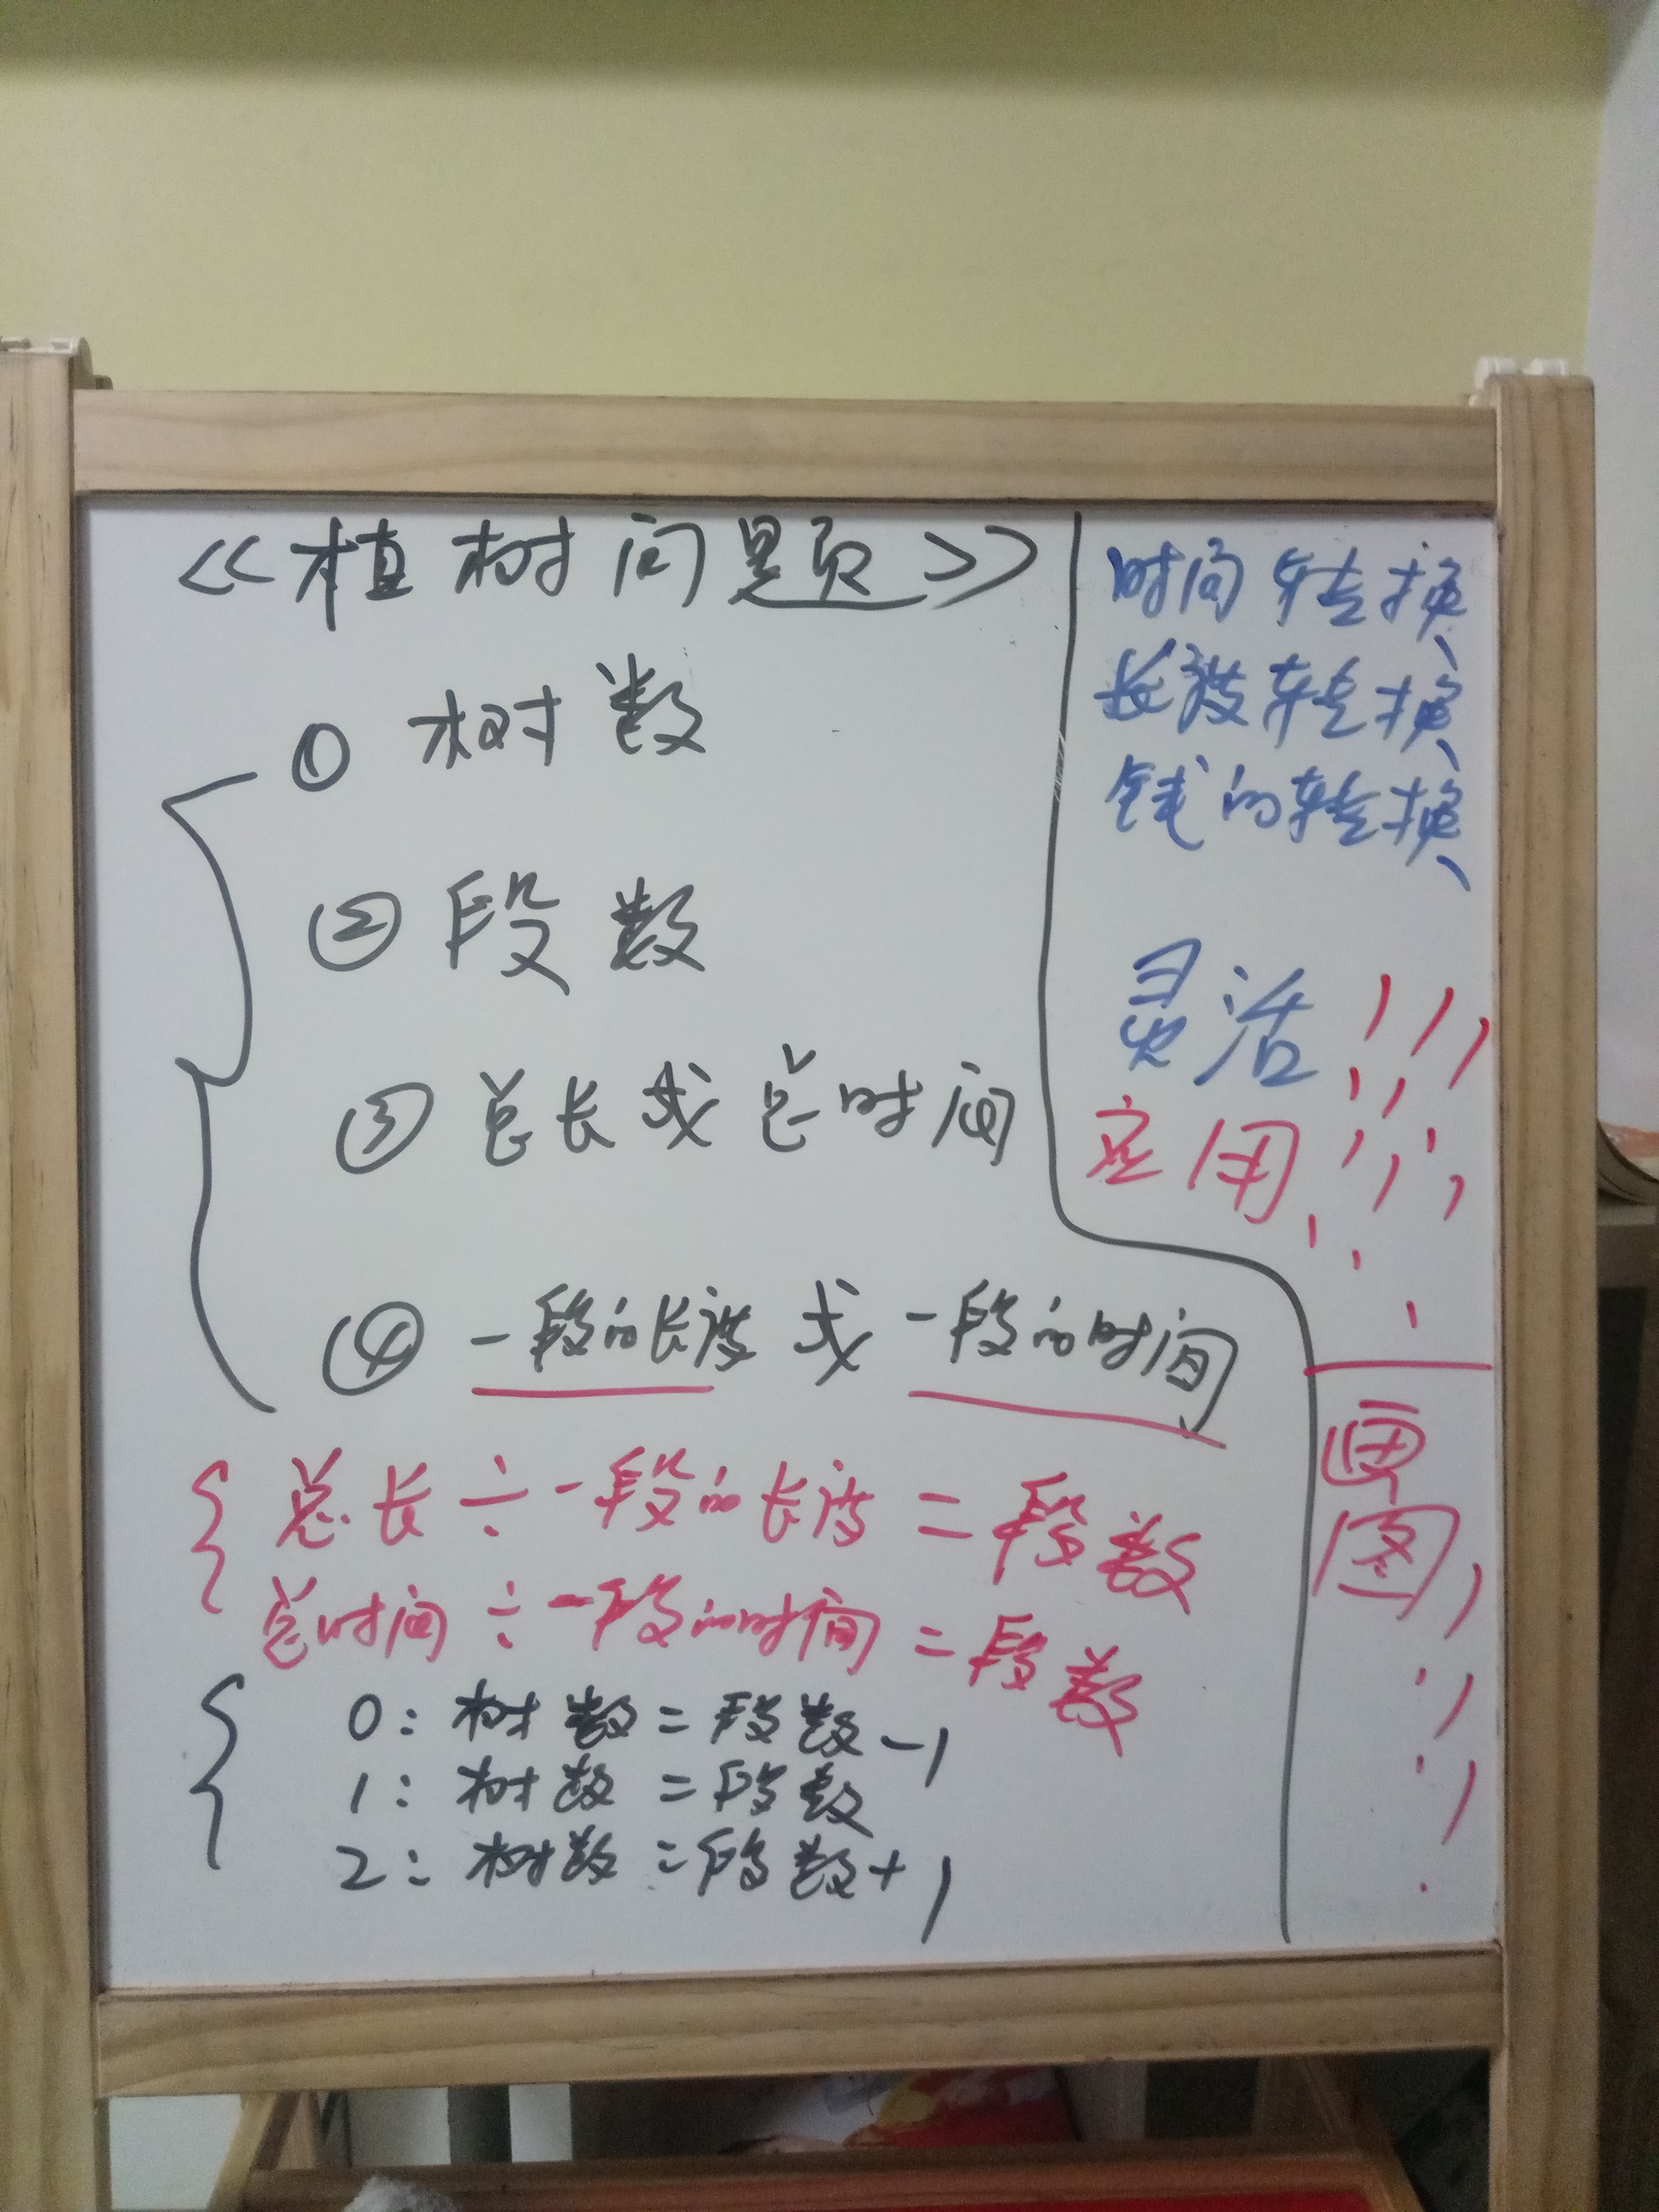 《植树问题》
① 树数
② 段数
③ 总长或总时间
④ 一段的长度或一段的时间
总长÷一段的长度=段数
总时间÷一段的时间=段数
0:树数=段数-1
1:树数=段数
2:树数=段数+1
时间转换
长度转换
钱的转换
灵活
应用
画
图